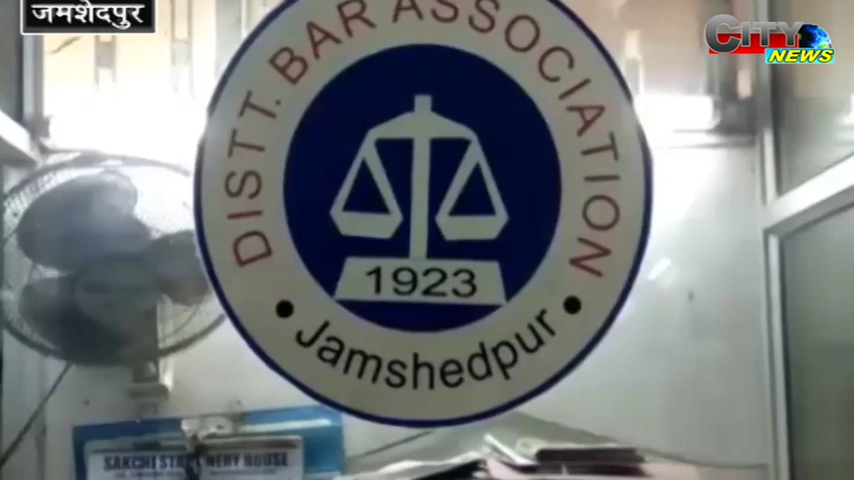 जमशेदपुर
CITY
NEWS
DISTT. BAR ASSOCIATION
1923
• Jamshedpur •
SAKCHI STATIONERY HOUSE